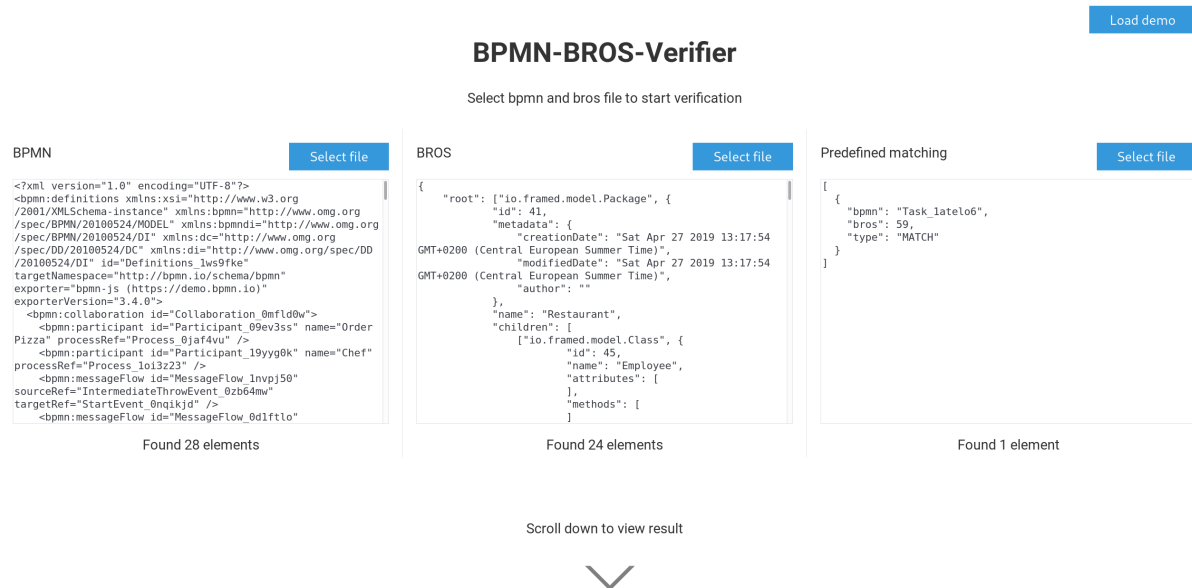 Load demo
BPMN-BROS-Verifier
Select bpmn and bros file to start verification
BPMN
Select file
<?xml version="1.0" encoding="UTF-8"?>
<bpmn:definitions xmlns:xsi="http://www.w3.org
/2001/XMLSchema-instance" xmlns:bpmn="http://www.omg.org
/spec/BPMN/20100524/MODEL" xmlns:bpmndi="http://www.omg.org
/spec/BPMN/20100524/DI" xmlns:dc="http://www.omg.org
/spec/DD/20100524/DC" xmlns:di="http://www.omg.org/spec/DD
/20100524/DI" id="Definitions_1ws9fke"
targetNamespace="http://bpmn.io/schema/bpmn"
exporter="bpmn-js (https://demo.bpmn.io)"
exporterVersion="3.4.0">
  <bpmn:collaboration id="Collaboration_0mfld0w">
    <bpmn:participant id="Participant_09ev3ss" name="Order
Pizza" processRef="Process_0jaf4vu" />
    <bpmn:participant id="Participant_19yyg0k" name="Chef"
processRef="Process_1oi3z23" />
    <bpmn:messageFlow id="MessageFlow_1nvpj50"
sourceRef="IntermediateThrowEvent_0zb64mw"
targetRef="StartEvent_0nqikjd" />
    <bpmn:messageFlow id="MessageFlow_0d1ftlo"
Found 28 elements
BROS
Select file
{
    "root": ["io.framed.model.Package", {
            "id": 41,
            "metadata": {
                "creationDate": "Sat Apr 27 2019 13:17:54
GMT+0200 (Central European Summer Time)",
                "modifiedDate": "Sat Apr 27 2019 13:17:54
GMT+0200 (Central European Summer Time)",
                "author": ""
            },
            "name": "Restaurant",
            "children": [
                ["io.framed.model.Class", {
                        "id": 45,
                        "name": "Employee",
                        "attributes": [
                        ],
                        "methods": [
                        ]
Found 24 elements
Predefined matching
Select file
[
  {
    "bpmn": "Task_1atelo6",
    "bros": 59,
    "type": "MATCH"
  }
]
Found 1 element
Scroll down to view result